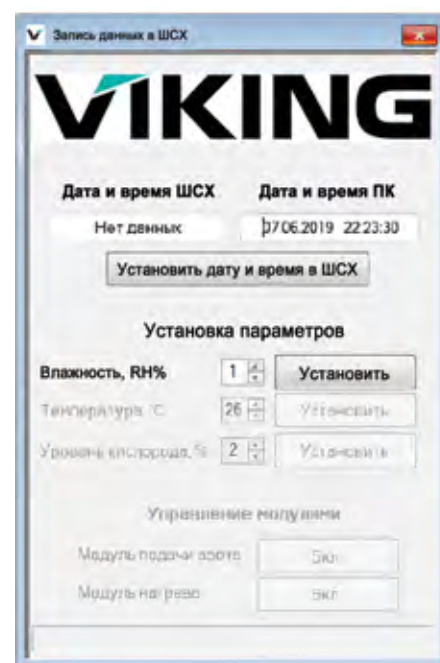 Запись данных в ШСХ
VIKING
Дата и время ШСХ Дата и время ПК
Нет данных 07.06.2019 22:23:30
Установить дату и время в ШСХ
Установка параметров
Влажность, RH% 1 Установить
Температура, °C 26 Установить
Уровень кислорода, % 2 Установить
Управление модулями
Модуль подачи азота Вкл
Модуль нагрева Вкл